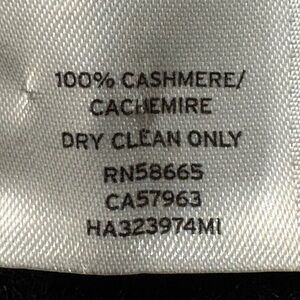 100% CASHMERE/
CACHEMIRE
DRY CLEAN ONLY
RN58665
CA57963
HA323974MI